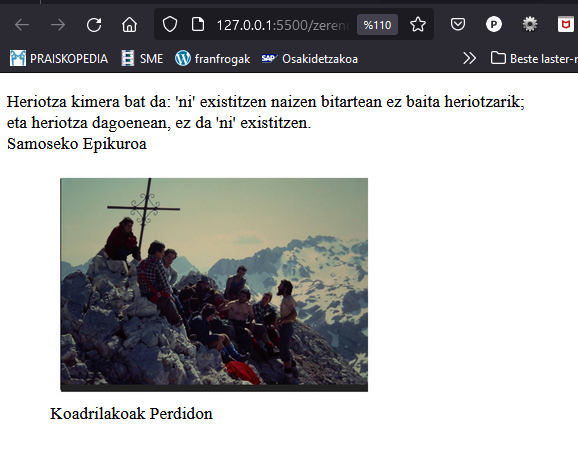 127.0.0.1:5500/zeren
%110
PRAISKOPEDIA
SME
franfrogak
SAP
Osakidetzakoa
Beste laster-
Heriotza kimera bat da: 'ni' existitzen naizen bitartean ez baita heriotzarik;
eta heriotza dagoenean, ez da 'ni' existitzen.
Samoseko Epikuroa
Koadrilakoak Perdidon